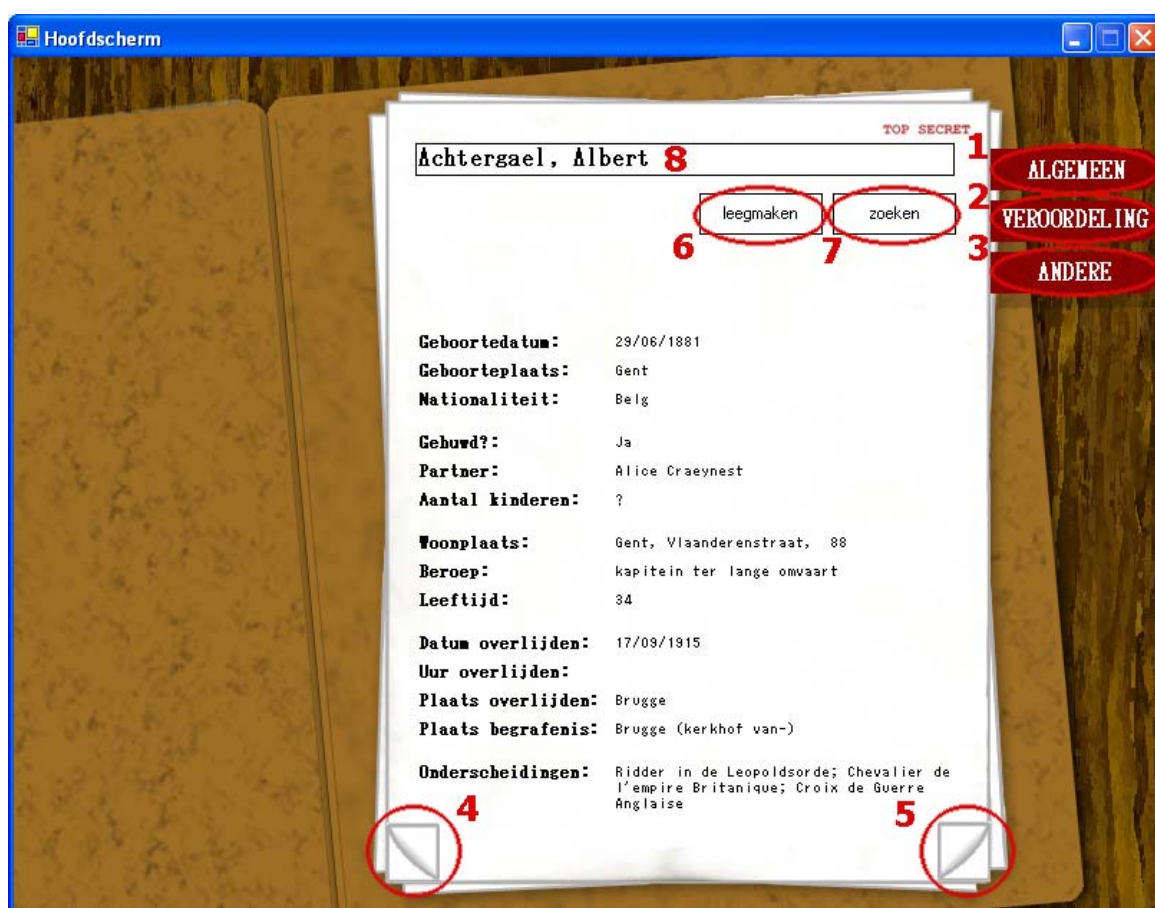 Hoofdscherm
TOP SECRET
Achtergael, Albert 8
1 ALGEMEEN
leegmaken zoeken
2 VEROORDELING
6 7 3 ANDERE
Geboortedatum: 29/06/1881
Geboorteplaats: Gent
Nationaliteit: Belg
Gehuwd?: Ja
Partner: Alice Craeynest
Aantal kinderen: ?
Woonplaats: Gent, Vlaanderenstraat, 88
Beroep: kapitein ter lange omvaart
Leeftijd: 34
Datum overlijden: 17/09/1915
Uur overlijden:
Plaats overlijden: Brugge
Plaats begrafenis: Brugge (kerkhof van-)
Onderscheidingen: Ridder in de Leopoldsorde; Chevalier de
l'empire Britanique; Croix de Guerre
Anglaise
4 5